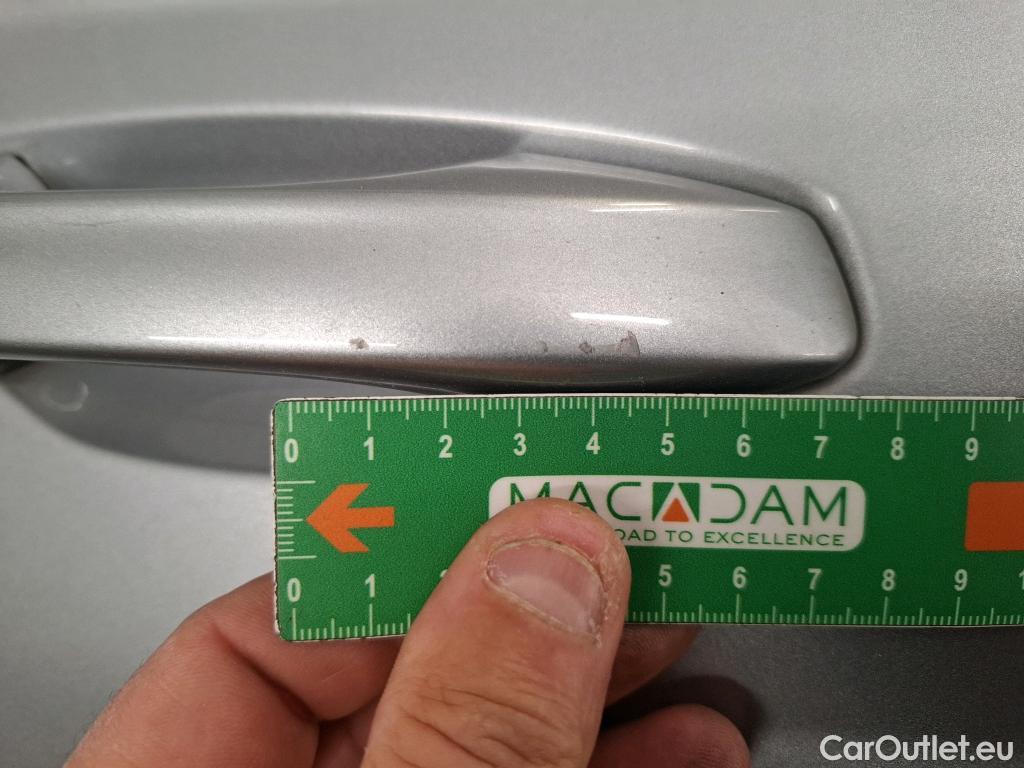 0 1 2 3 4 5 6 7 8 9
MACADAM
OAD TO EXCELLENCE
0 1 5 6 7 8 9
CarOutlet.eu